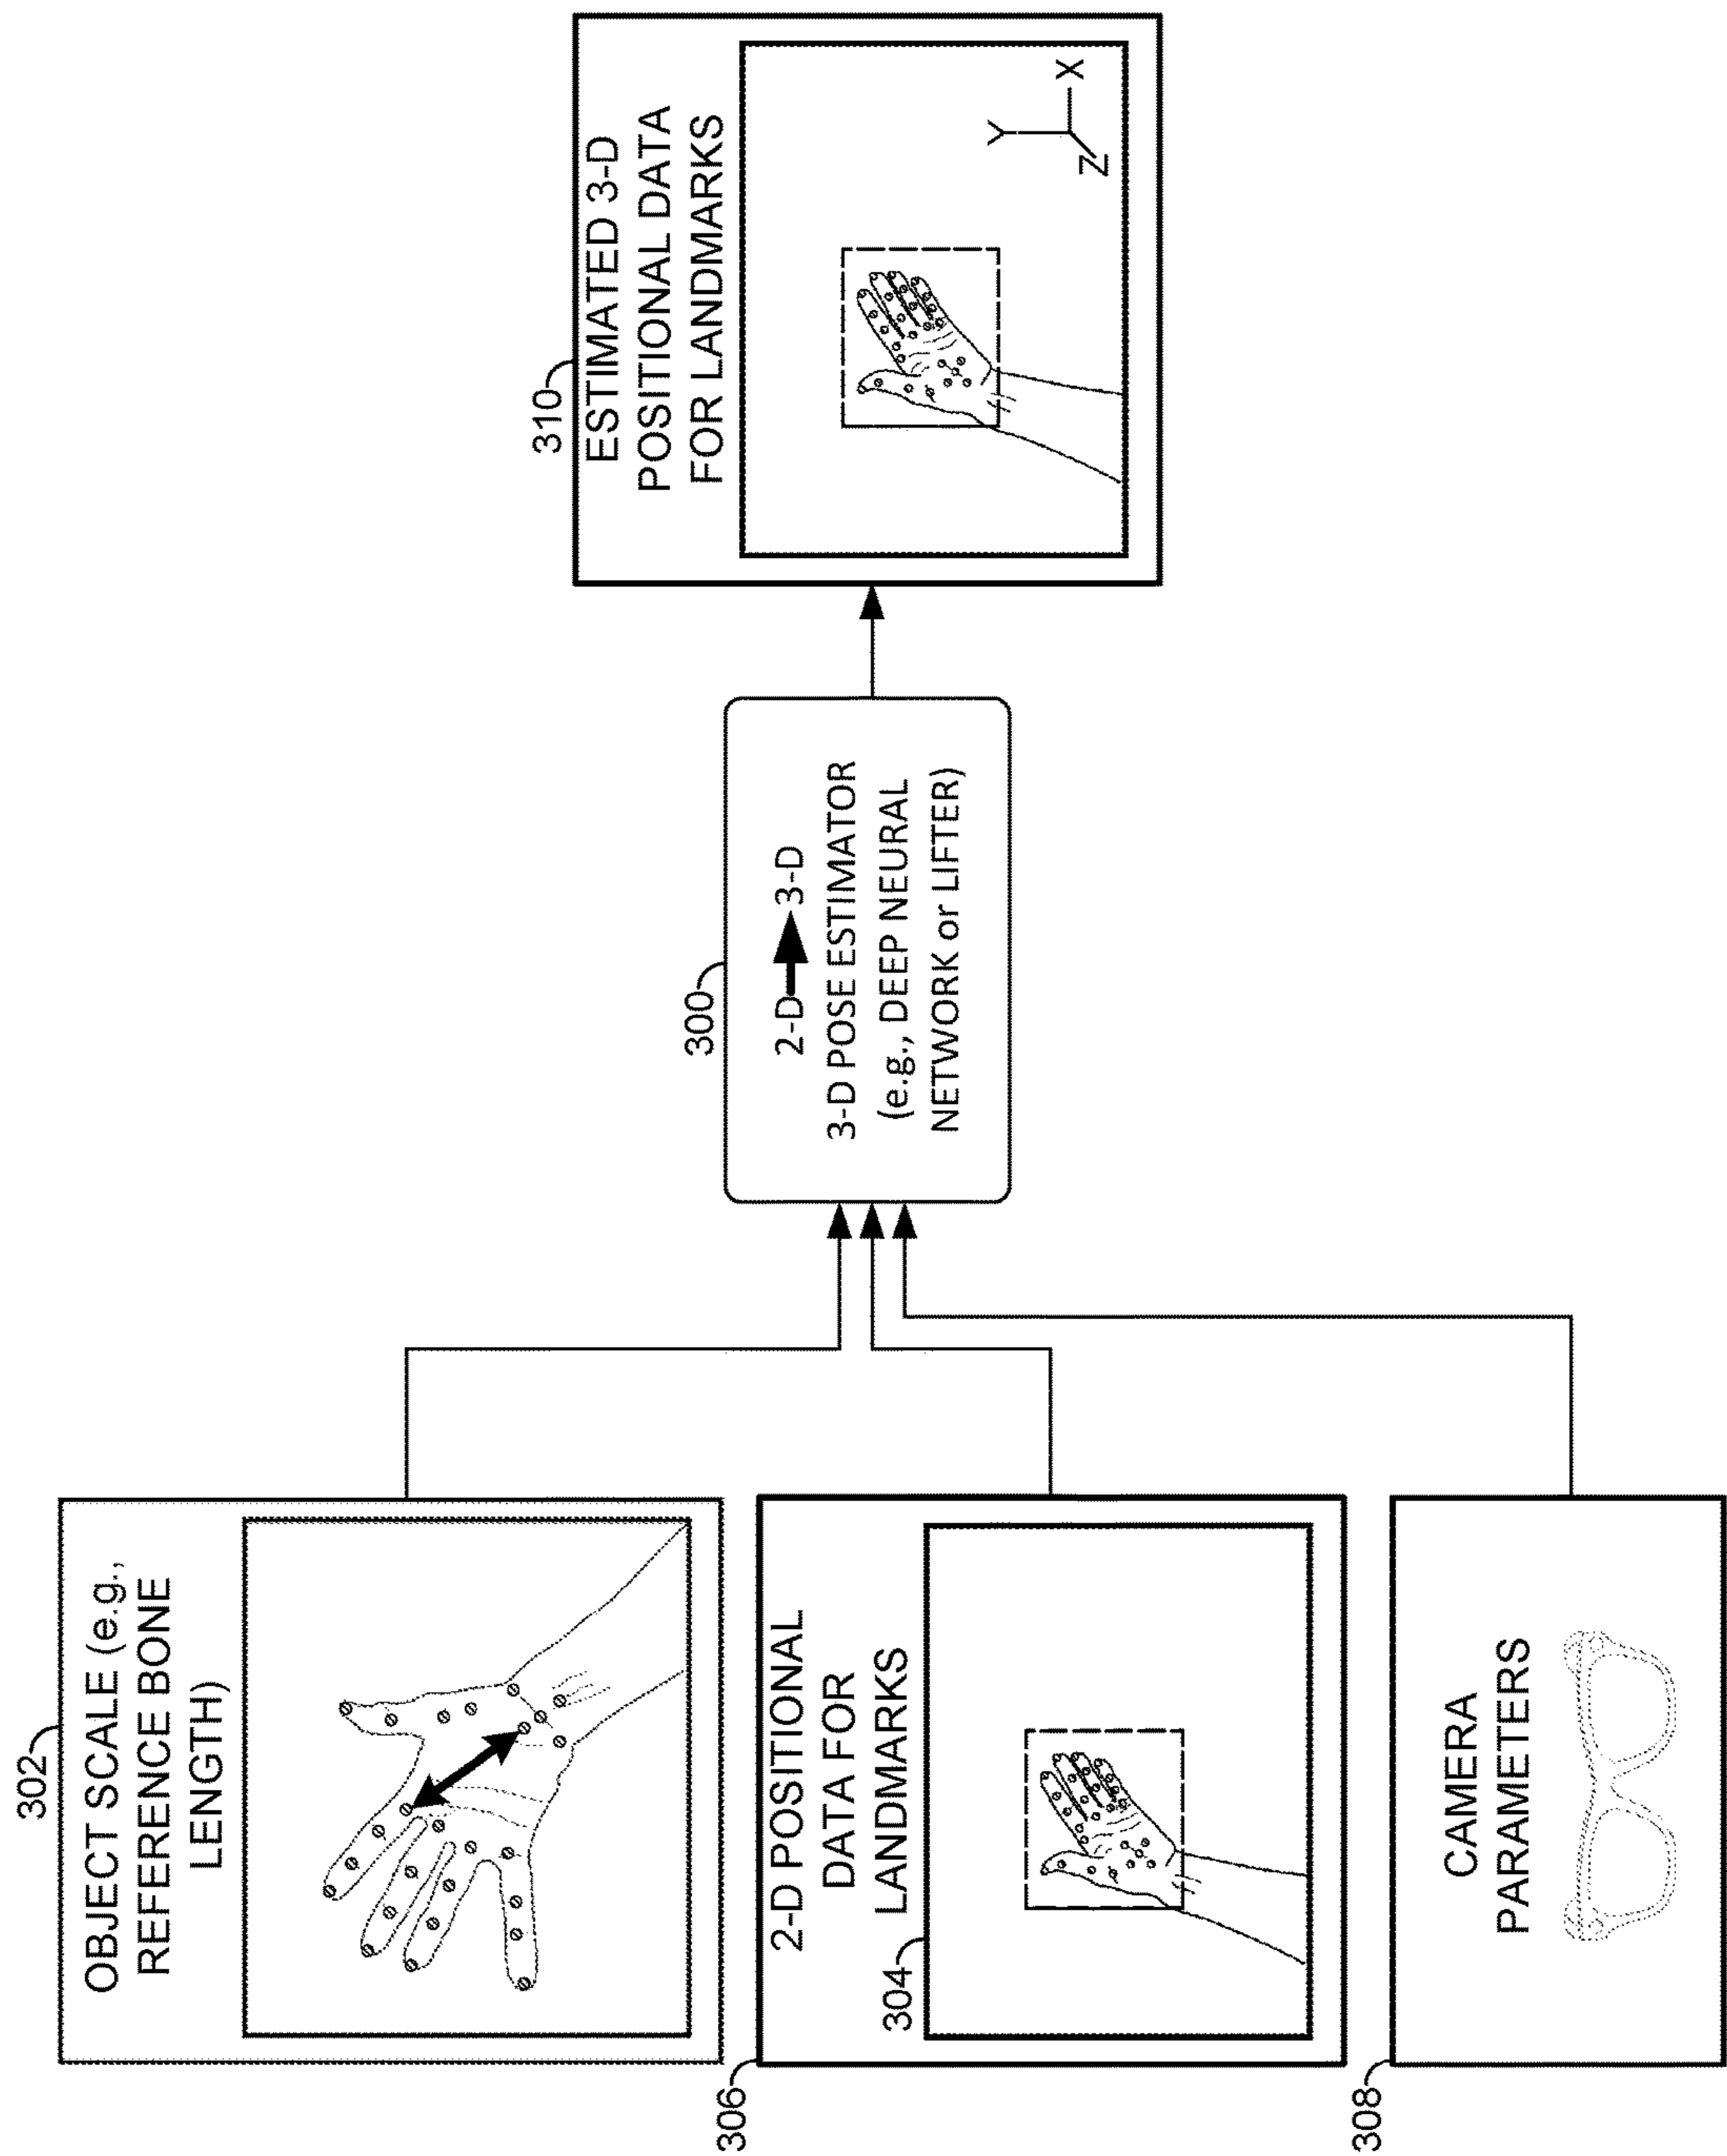 302
OBJECT SCALE (e.g.,
REFERENCE BONE
LENGTH)
306
2-D POSITIONAL
DATA FOR
LANDMARKS
304
308
CAMERA
PARAMETERS
300
2-D 3-D
3-D POSE ESTIMATOR
(e.g., DEEP NEURAL
NETWORK or LIFTER)
310
ESTIMATED 3-D
POSITIONAL DATA
FOR LANDMARKS
Y
X
Z